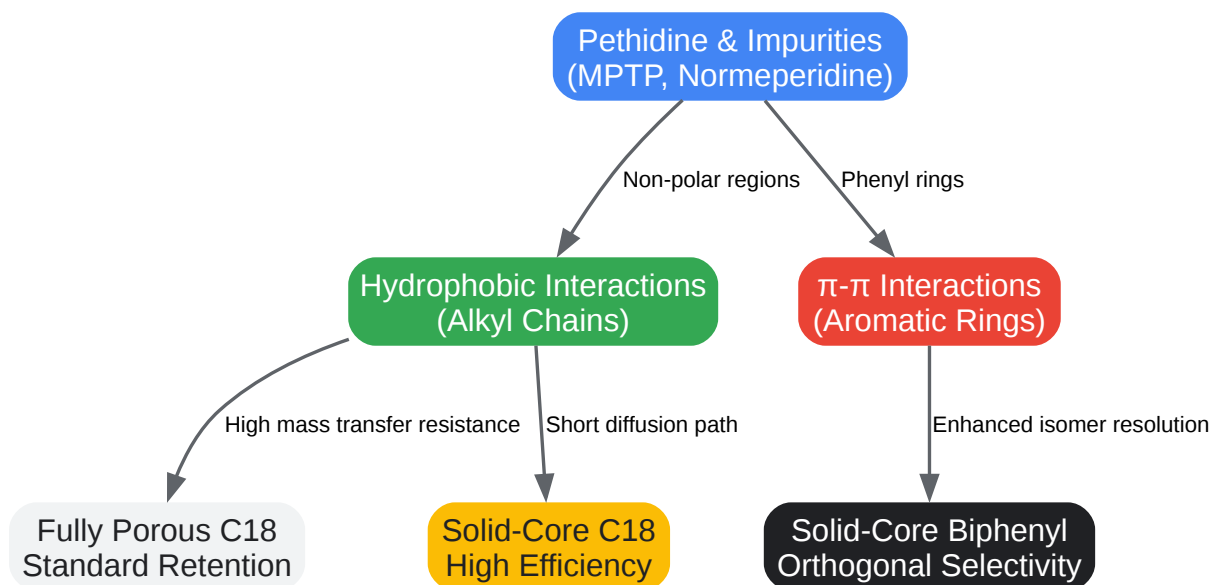 Pethidine & Impurities
(MPTP, Normeperidine)
Non-polar regions
Phenyl rings
Hydrophobic Interactions
(Alkyl Chains)
π-π Interactions
(Aromatic Rings)
High mass transfer resistance
Short diffusion path
Enhanced isomer resolution
Fully Porous C18
Standard Retention
Solid-Core C18
High Efficiency
Solid-Core Biphenyl
Orthogonal Selectivity